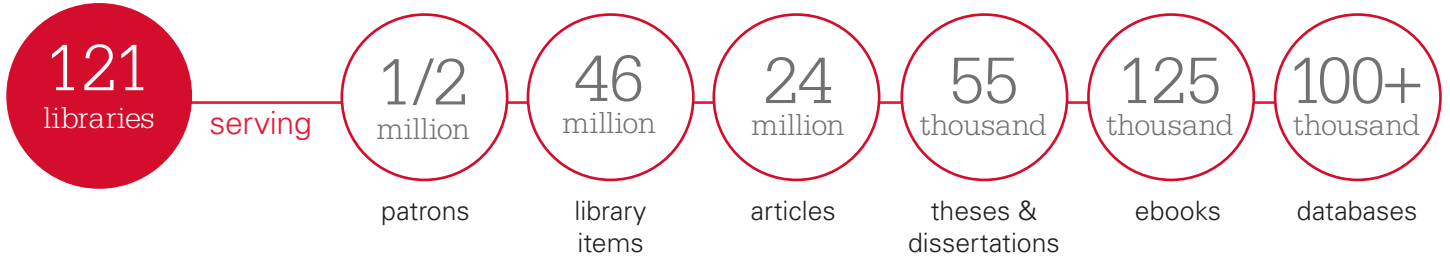 121
libraries
serving
1/2
million
patrons
46
million
library
items
24
million
articles
55
thousand
theses &
dissertations
125
thousand
ebooks
100+
thousand
databases